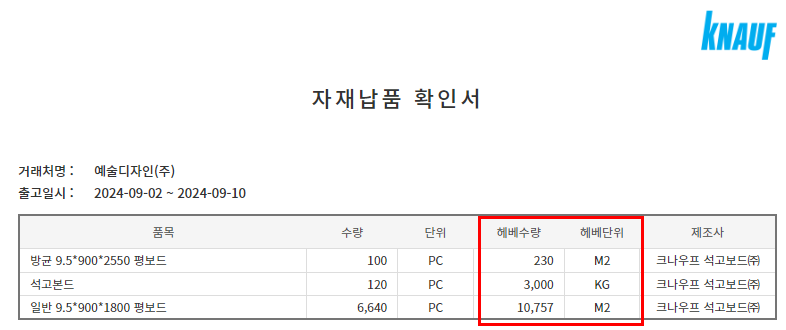 KNAUF
자재납품 확인서
거래처명 : 예술디자인(주)
출고일시 : 2024-09-02 ~ 2024-09-10
품목 수량 단위 헤베수량 헤베단위 제조사
방균 9.5*900*2550 평보드 100 PC 230 M2 크나우프 석고보드㈜
석고본드 120 PC 3,000 KG 크나우프 석고보드㈜
일반 9.5*900*1800 평보드 6,640 PC 10,757 M2 크나우프 석고보드㈜